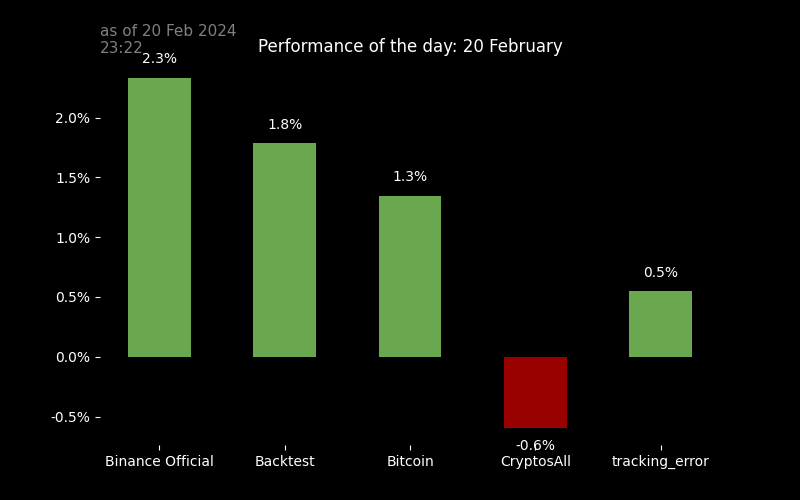 as of 20 Feb 2024
23:22
Performance of the day: 20 February
2.3%
1.8%
1.3%
-0.6%
0.5%
2.0%
1.5%
1.0%
0.5%
0.0%
-0.5%
Binance Official
Backtest
Bitcoin
CryptosAll
tracking_error